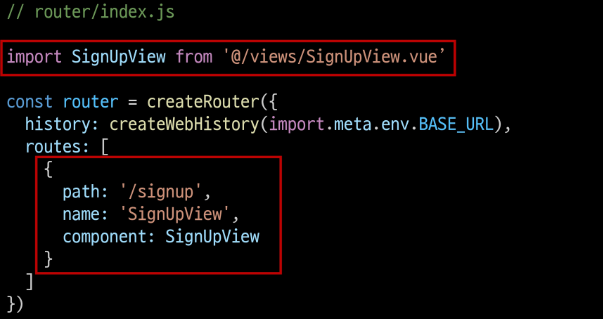 // router/index.js
import SignUpView from '@/views/SignUpView.vue’
const router = createRouter({
  history: createWebHistory(import.meta.env.BASE_URL),
  routes: [
    {
      path: '/signup',
      name: 'SignUpView',
      component: SignUpView
    }
  ]
})